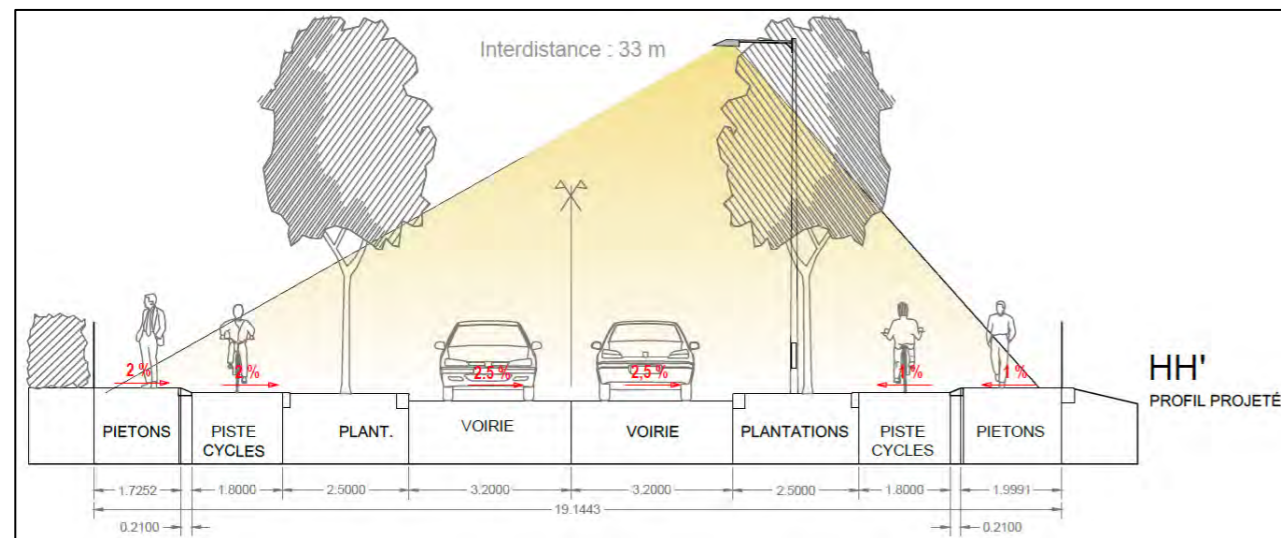 Interdistance : 33 m
2 %
2 %
2.5 %
2,5 %
1 %
1 %
HH'
PROFIL PROJETÉ
PIETONS
PISTE
CYCLES
PLANT.
VOIRIE
VOIRIE
PLANTATIONS
PISTE
CYCLES
PIETONS
1.7252
1.8000
2.5000
3.2000
3.2000
2.5000
1.8000
1.9991
19.1443
0.2100
0.2100